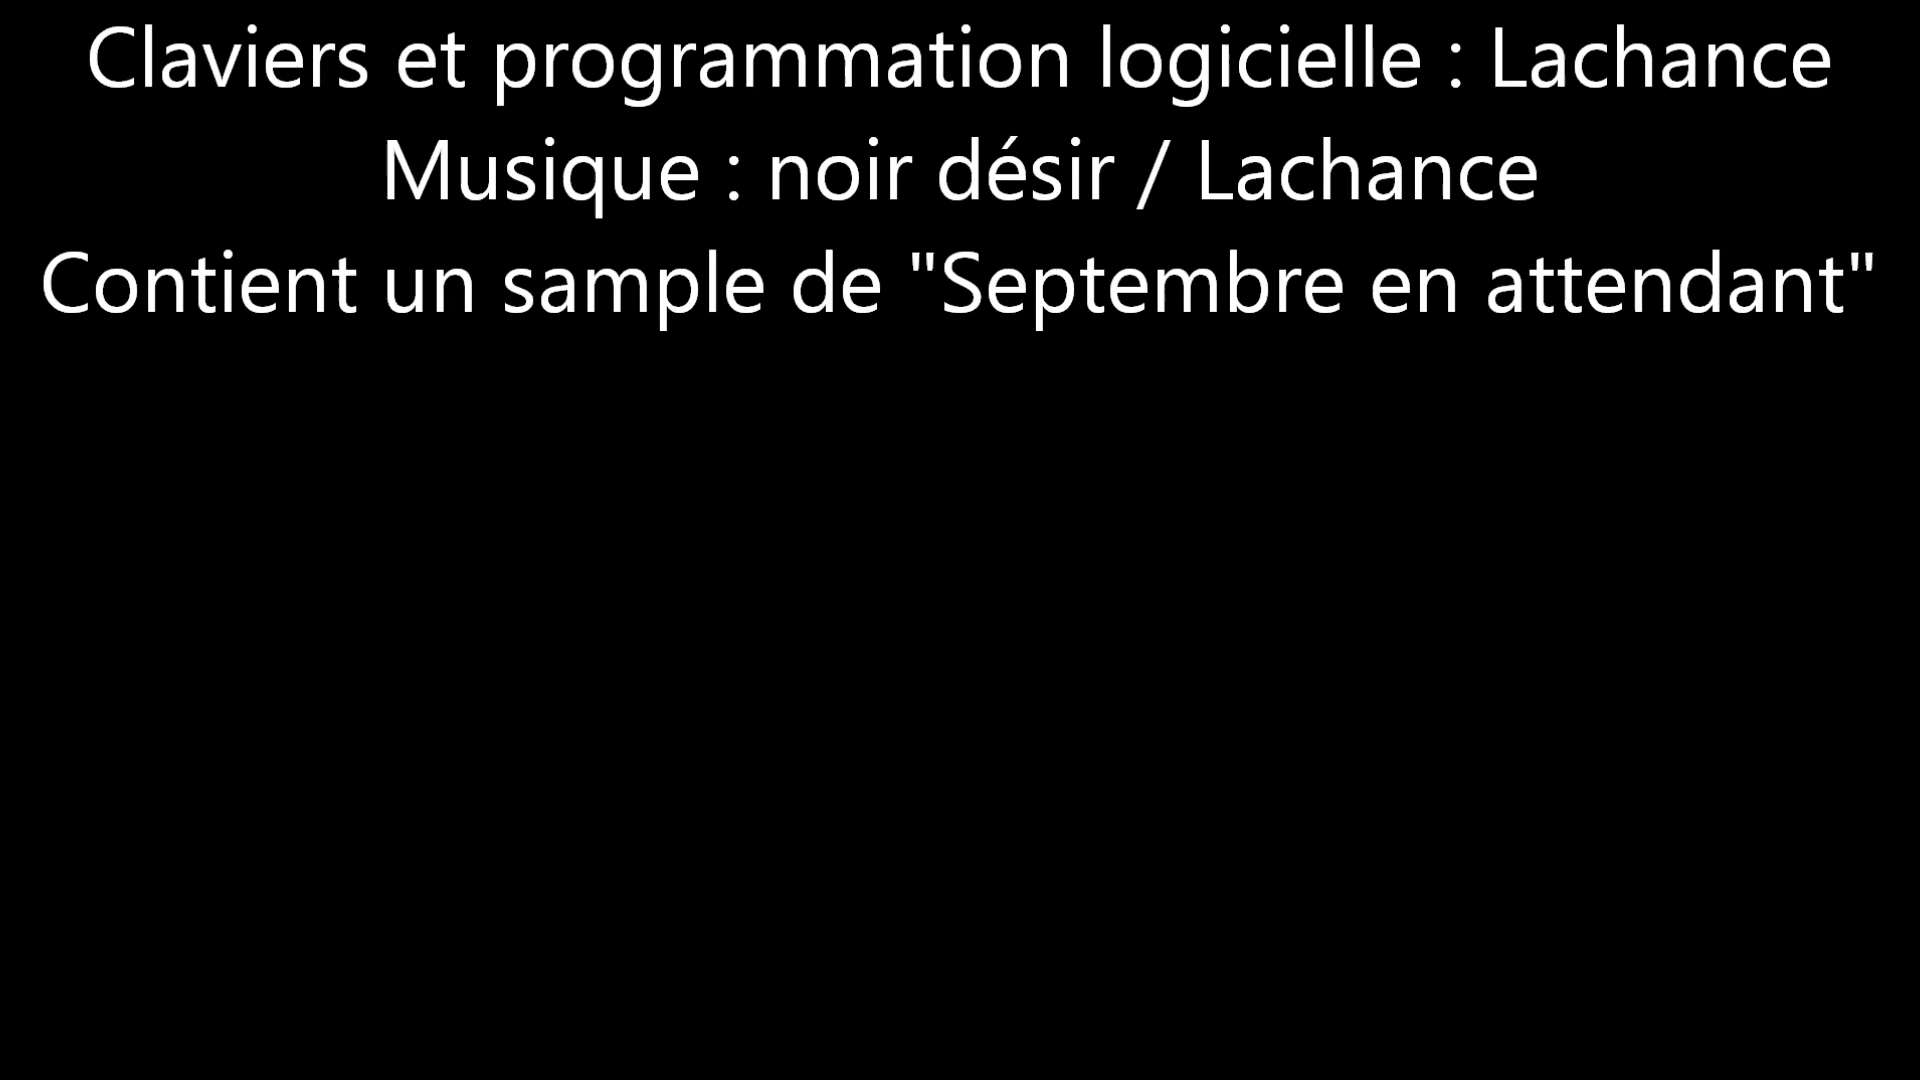 Claviers et programmation logicielle : Lachance
Musique : noir désir / Lachance
Contient un sample de "Septembre en attendant"